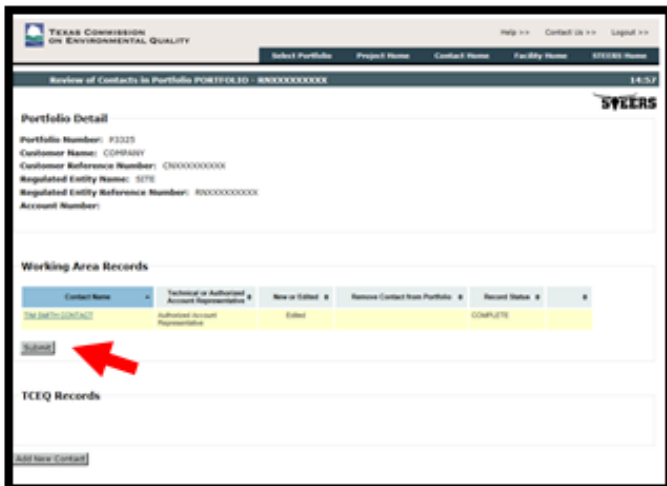 TEXAS COMMISSION
ON ENVIRONMENTAL QUALITY
Help >> Contact Us >> Logout >>
Select Portfolio Project Home Contact Home Facility Home STEERS Home
Review of Contacts in Portfolio PORTFOLIO - RNXXXXXXXXX 14:57
STEERS
Portfolio Detail
Portfolio Number: P3325
Customer Name: COMPANY
Customer Reference Number: CNXXXXXXXXX
Regulated Entity Name: SITE
Regulated Entity Reference Number: RNXXXXXXXXX
Account Number:
Working Area Records
Contact Name Technical or Authorized Account Representative New or Edited Remove Contact from Portfolio Record Status
TIM SMITH CONTACT Authorized Account Representative Edited COMPLETE
Submit
TCEQ Records
Add New Contact